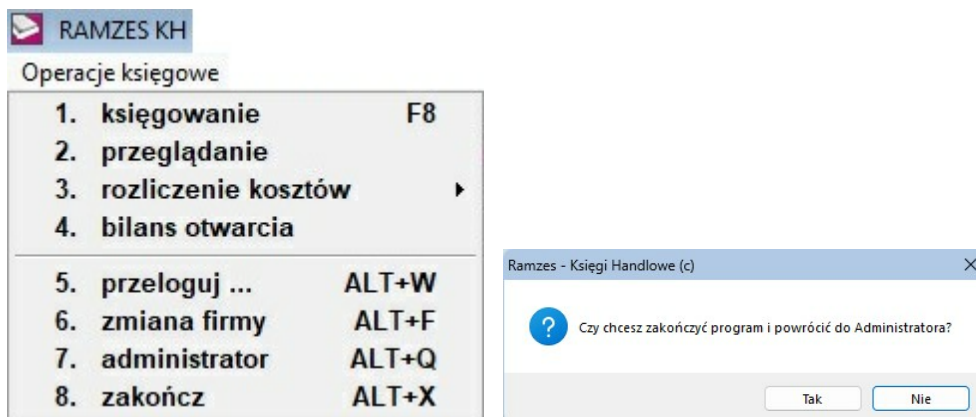 RAMZES KH
Operacje księgowe
1. księgowanie F8
2. przeglądanie
3. rozliczenie kosztów
4. bilans otwarcia
5. przeloguj ... ALT+W
6. zmiana firmy ALT+F
7. administrator ALT+Q
8. zakończ ALT+X
Ramzes - Księgi Handlowe (c)
Czy chcesz zakończyć program i powrócić do Administratora?
Tak Nie